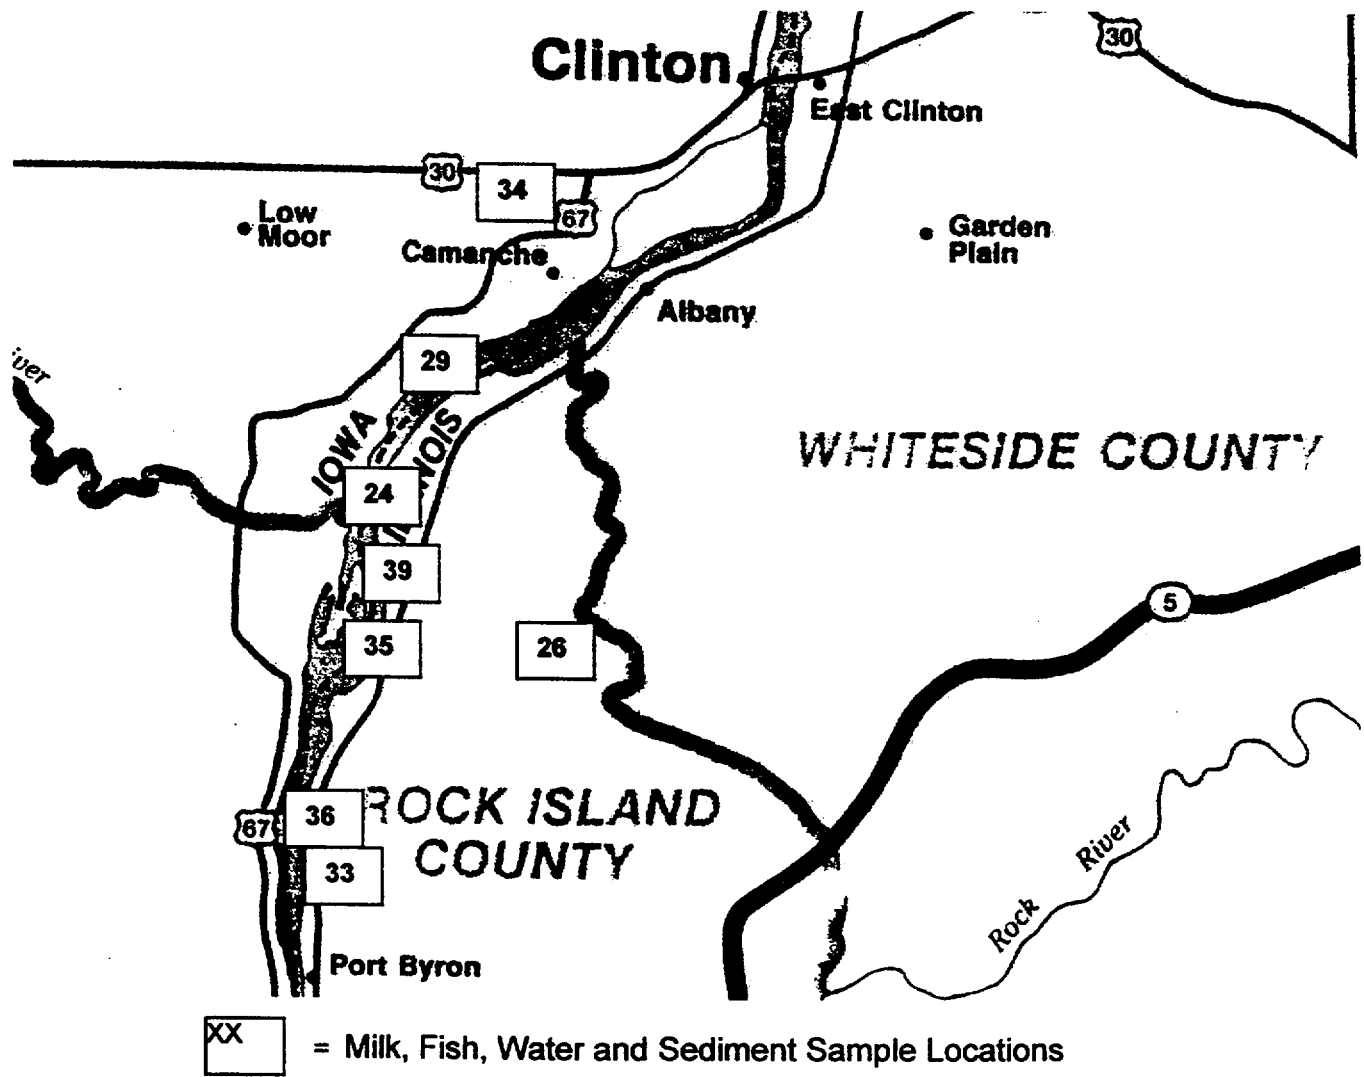 30
Clinton
East Clinton
30
34
67
Low
Moor
Garden
Plain
Camanche
Albany
29
iver
IOWA
WHITESIDE COUNTY
24
39
5
35
26
ROCK ISLAND
COUNTY
36
67
33
Rock River
Port Byron
XX
= Milk, Fish, Water and Sediment Sample Locations